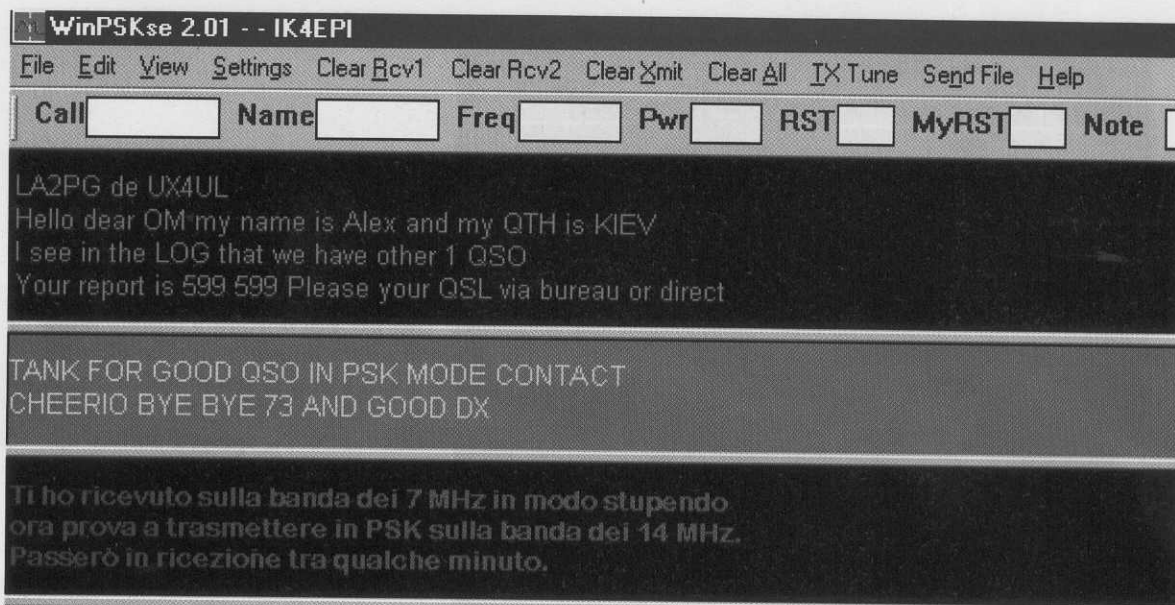 WinPSKse 2.01 - - IK4EPI
File Edit View Settings Clear Rcv1 Clear Rcv2 Clear Xmit Clear All TX Tune Send File Help
Call Name Freq Pwr RST MyRST Note
LA2PG de UX4UL
Hello dear OM my name is Alex and my QTH is KIEV
I see in the LOG that we have other 1 QSO
Your report is 599 599 Please your QSL via bureau or direct
TANK FOR GOOD QSO IN PSK MODE CONTACT
CHEERIO BYE BYE 73 AND GOOD DX
Ti ho ricevuto sulla banda dei 7 MHz in modo stupendo
ora prova a trasmettere in PSK sulla banda dei 14 MHz.
Passerò in ricezione tra qualche minuto.